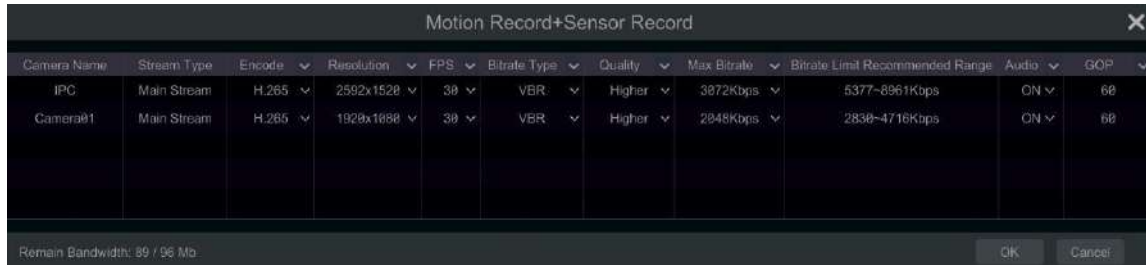 Motion Record+Sensor Record
Camera Name Stream Type Encode Resolution FPS Bitrate Type Quality Max Bitrate Bitrate Limit Recommended Range Audio GOP
IPC Main Stream H.265 2592x1520 30 VBR Higher 3072Kbps 5377~8961Kbps ON 60
Camera01 Main Stream H.265 1920x1080 30 VBR Higher 2048Kbps 2830~4716Kbps ON 60
Remain Bandwidth: 89 / 96 Mb
OK Cancel